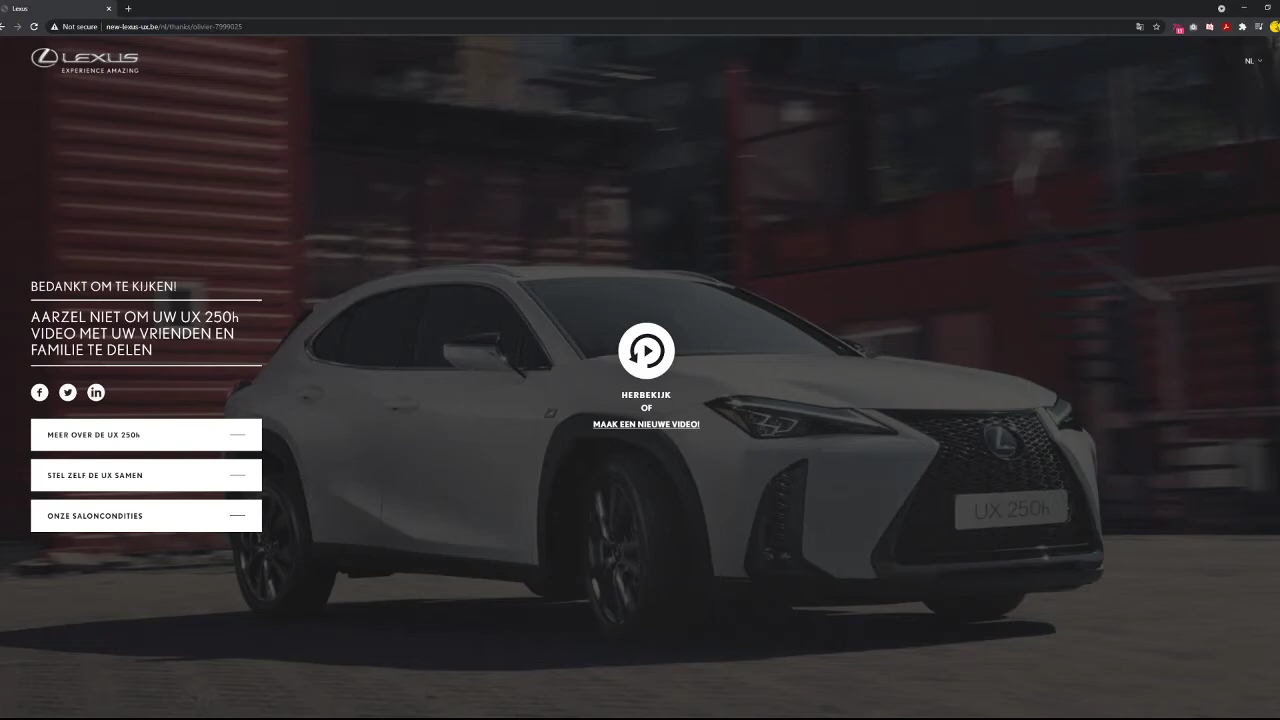 Lexus
Not secure
new-lexus-ux.be/nl/thanks/olivier-7999025
LEXUS
EXPERIENCE AMAZING
NL
BEDANKT OM TE KIJKEN!
AARZEL NIET OM UW UX 250h
VIDEO MET UW VRIENDEN EN
FAMILIE TE DELEN
MEER OVER DE UX 250h
STEL ZELF DE UX SAMEN
ONZE SALONCONDITIES
HERBEKIJK
OF
MAAK EEN NIEUWE VIDEO!
UX 250h